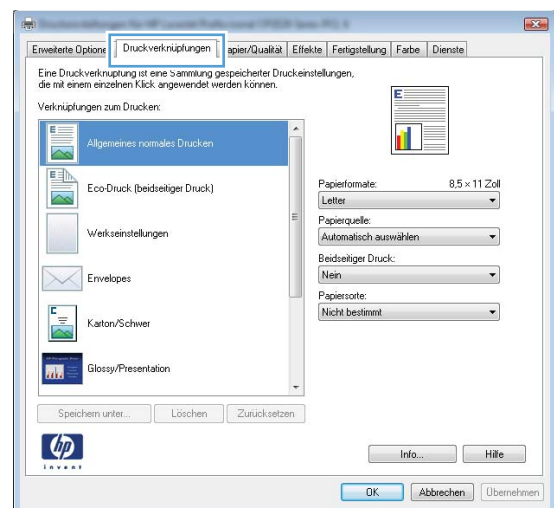 Erweiterte Optionen Druckverknüpfungen Papier/Qualität Effekte Fertigstellung Farbe Dienste
Eine Druckverknüpfung ist eine Sammlung gespeicherter Druckeinstellungen,
die mit einem einzelnen Klick angewendet werden können.
Verknüpfungen zum Drucken:
Allgemeines normales Drucken
Eco-Druck (beidseitiger Druck)
Werkseinstellungen
Envelopes
Karton/Schwer
Glossy/Presentation
E
Papierformate: 8,5 × 11 Zoll
Letter
Papierquelle:
Automatisch auswählen
Beidseitiger Druck:
Nein
Papiersorte:
Nicht bestimmt
Speichern unter... Löschen Zurücksetzen
hp
invent
Info... Hilfe
OK Abbrechen Übernehmen